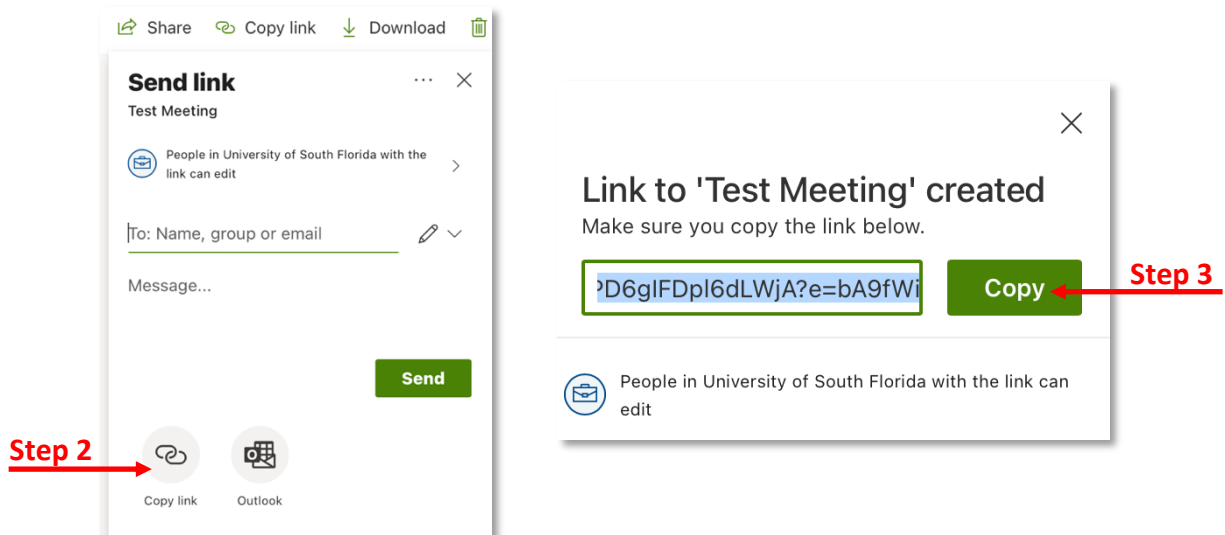 Share Copy link Download
Send link
Test Meeting
People in University of South Florida with the
link can edit
To: Name, group or email
Message...
Send
Step 2
Copy link Outlook
Link to 'Test Meeting' created
Make sure you copy the link below.
PD6gIFDpI6dLWjA?e=bA9fWi
Copy
Step 3
People in University of South Florida with the link can
edit